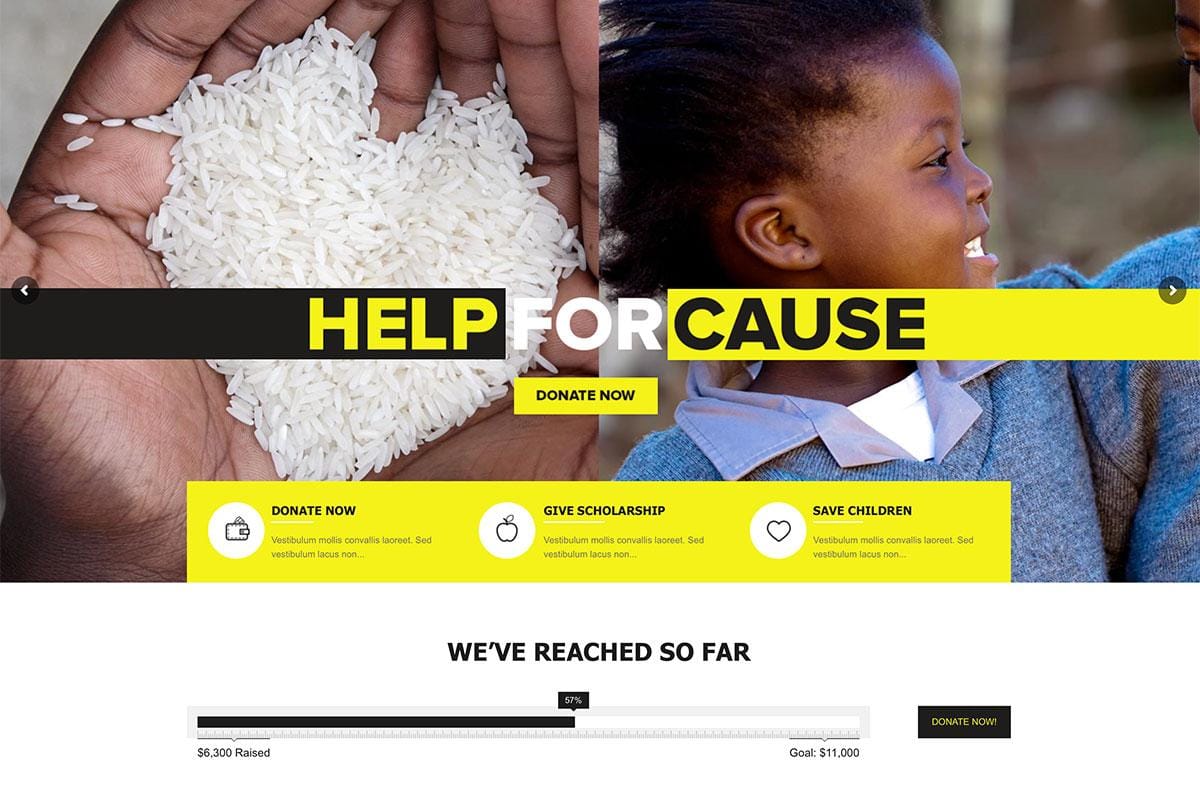 HELP FOR CAUSE
DONATE NOW
DONATE NOW
Vestibulum mollis convallis laoreet. Sed
vestibulum lacus non...
GIVE SCHOLARSHIP
Vestibulum mollis convallis laoreet. Sed
vestibulum lacus non...
SAVE CHILDREN
Vestibulum mollis convallis laoreet. Sed
vestibulum lacus non...
WE’VE REACHED SO FAR
57%
DONATE NOW!
$6,300 Raised
Goal: $11,000